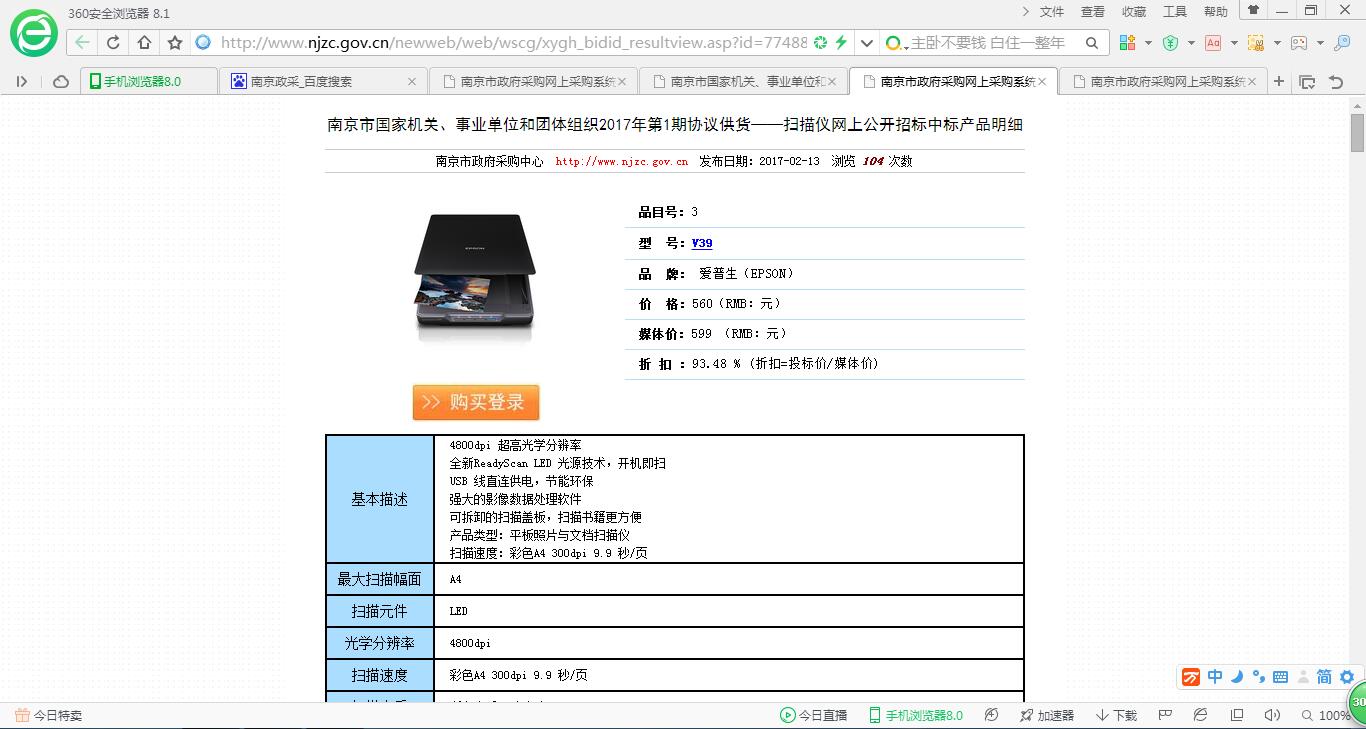 360安全浏览器 8.1
文件 查看 收藏 工具 帮助
http://www.njzc.gov.cn/newweb/web/wscg/xygh_bidid_resultview.asp?id=77488
主卧不要钱 白住一整年
手机浏览器8.0
南京政采_百度搜索
南京市政府采购网上采购系统
南京市国家机关、事业单位和
南京市政府采购网上采购系统
南京市政府采购网上采购系统
南京市国家机关、事业单位和团体组织2017年第1期协议供货——扫描仪网上公开招标中标产品明细
南京市政府采购中心 http://www.njzc.gov.cn 发布日期：2017-02-13 浏览 104 次数
EPSON
品目号：3
型 号：V39
品 牌： 爱普生（EPSON）
价 格：560（RMB：元）
媒体价：599 （RMB：元）
折 扣 ：93.48 % (折扣=投标价/媒体价)
>> 购买登录
基本描述
4800dpi 超高光学分辨率
全新ReadyScan LED 光源技术，开机即扫
USB 线直连供电，节能环保
强大的影像数据处理软件
可拆卸的扫描盖板，扫描书籍更方便
产品类型：平板照片与文档扫描仪
扫描速度：彩色A4 300dpi 9.9 秒/页
最大扫描幅面 A4
扫描元件 LED
光学分辨率 4800dpi
扫描速度 彩色A4 300dpi 9.9 秒/页
中 简
今日特卖
今日直播 手机浏览器8.0 加速器 下载 100%
30